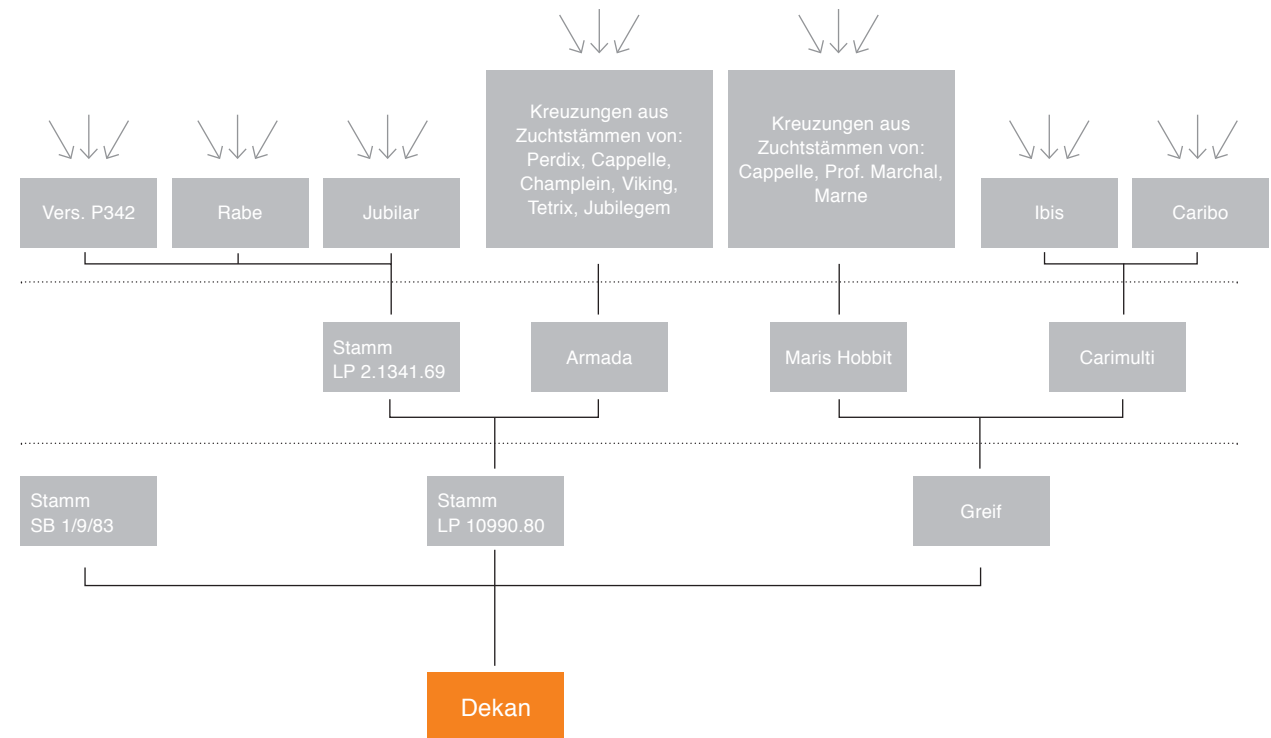 Vers. P342
Rabe
Jubilar
Kreuzungen aus
Zuchtstämmen von:
Perdix, Cappelle,
Champlein, Viking,
Tetrix, Jubilegem
Kreuzungen aus
Zuchtstämmen von:
Cappelle, Prof. Marchal,
Marne
Ibis
Caribo
Stamm
LP 2.1341.69
Armada
Maris Hobbit
Carimulti
Stamm
SB 1/9/83
Stamm
LP 10990.80
Greif
Dekan